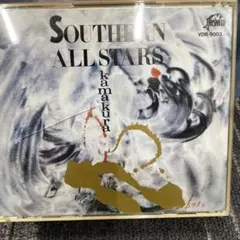 SOUTHERN
ALL STARS
kamakura
VDR-9003